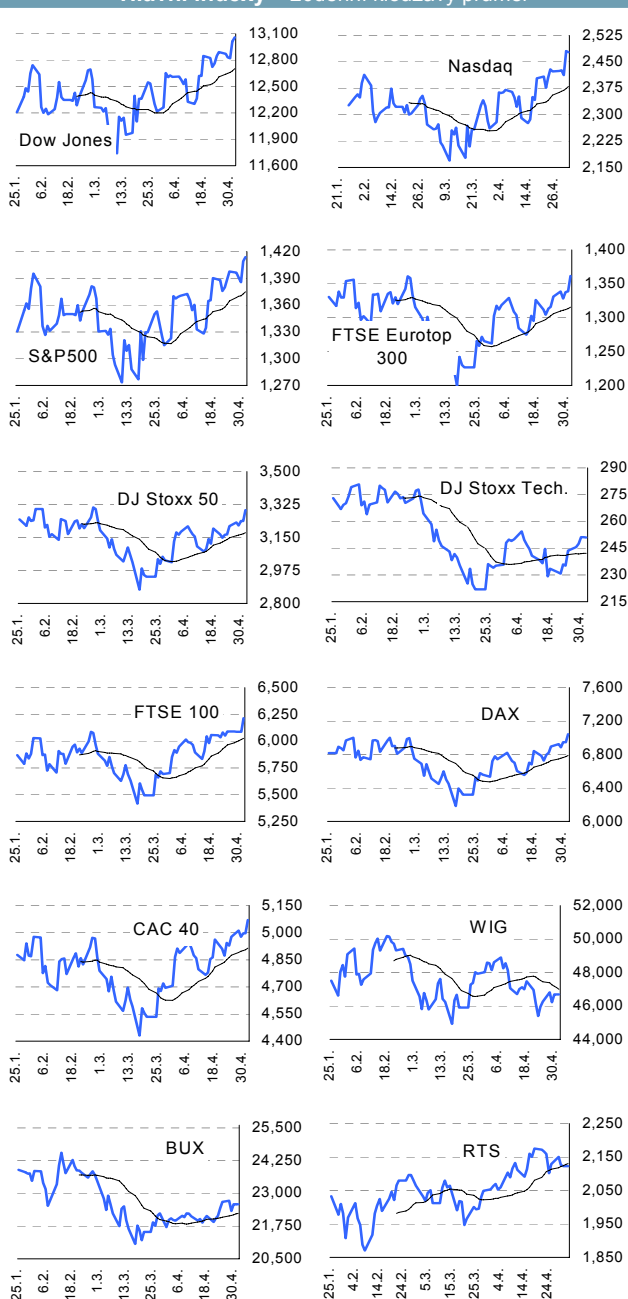 13,100
12,800
12,500
12,200
11,900
11,600
Dow Jones
25.1. 6.2. 18.2. 1.3. 13.3. 25.3. 6.4. 18.4. 30.4.
2,525
2,450
2,375
2,300
2,225
2,150
Nasdaq
21.1. 2.2. 14.2. 26.2. 9.3. 21.3. 2.4. 14.4. 26.4.
1,420
1,390
1,360
1,330
1,300
1,270
S&P500
25.1. 6.2. 18.2. 1.3. 13.3. 25.3. 6.4. 18.4. 30.4.
1,400
1,350
1,300
1,250
1,200
FTSE Eurotop
300
25.1. 6.2. 18.2. 1.3. 13.3. 25.3. 6.4. 18.4. 30.4.
3,500
3,325
3,150
2,975
2,800
DJ Stoxx 50
25.1. 6.2. 18.2. 1.3. 13.3. 25.3. 6.4. 18.4. 30.4.
290
275
260
245
230
215
DJ Stoxx Tech.
25.1. 6.2. 18.2. 1.3. 13.3. 25.3. 6.4. 18.4. 30.4.
6,500
6,250
6,000
5,750
5,500
5,250
FTSE 100
25.1. 6.2. 18.2. 1.3. 13.3. 25.3. 6.4. 18.4. 30.4.
7,600
7,200
6,800
6,400
6,000
DAX
25.1. 6.2. 18.2. 1.3. 13.3. 25.3. 6.4. 18.4. 30.4.
5,150
5,000
4,850
4,700
4,550
4,400
CAC 40
25.1. 6.2. 18.2. 1.3. 13.3. 25.3. 6.4. 18.4. 30.4.
52,000
50,000
48,000
46,000
44,000
WIG
25.1. 6.2. 18.2. 1.3. 13.3. 25.3. 6.4. 18.4. 30.4.
25,500
24,250
23,000
21,750
20,500
BUX
25.1. 6.2. 18.2. 1.3. 13.3. 25.3. 6.4. 18.4. 30.4.
2,250
2,150
2,050
1,950
1,850
RTS
25.1. 4.2. 14.2. 24.2. 5.3. 15.3. 25.3. 4.4. 14.4. 24.4.